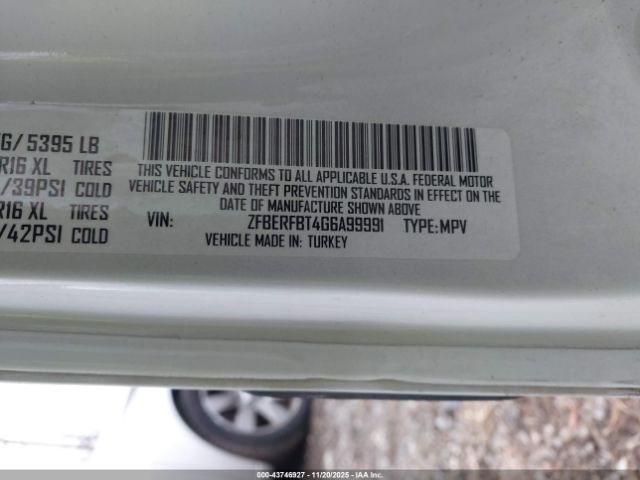 G/ 5395 LB
R16 XL TIRES
/39PSI COLD
R16 XL TIRES
/42PSI COLD
THIS VEHICLE CONFORMS TO ALL APPLICABLE U.S.A. FEDERAL MOTOR
VEHICLE SAFETY AND THEFT PREVENTION STANDARDS IN EFFECT ON THE
DATE OF MANUFACTURE SHOWN ABOVE
VIN: ZFBERFBT4G6A99991 TYPE: MPV
VEHICLE MADE IN: TURKEY
000-43746927 - 11/20/2025 - IAAI.COM